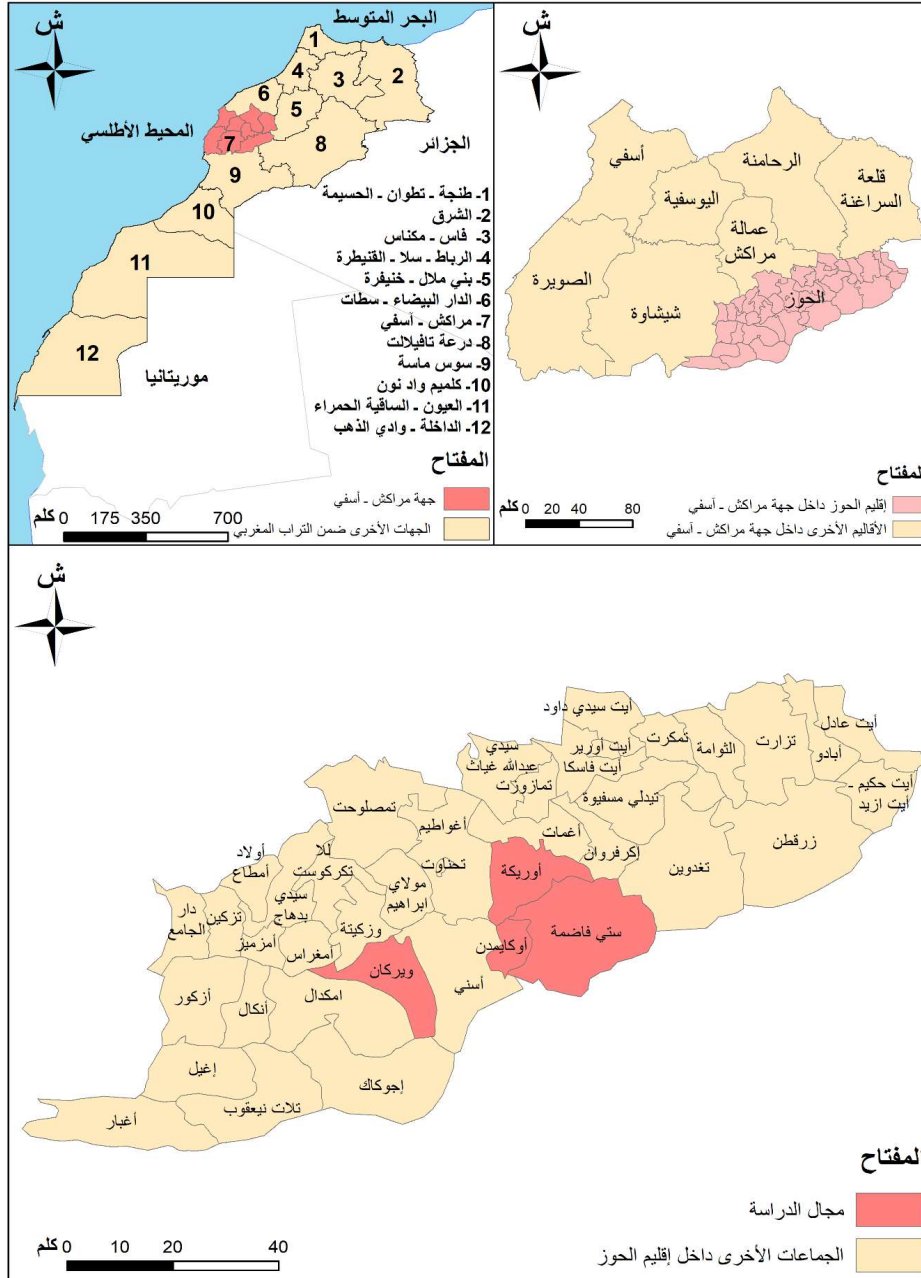 ش
البحر المتوسط
المحيط الأطلسي
الجزائر
موريتانيا
1
2
3
4
5
6
7
8
9
10
11
12
1- طنجة - تطوان - الحسيمة
2- الشرق
3- فاس - مكناس
4- الرباط - سلا - القنيطرة
5- بني ملال - خنيفرة
6- الدار البيضاء - سطات
7- مراكش - آسفي
8- درعة تافيلالت
9- سوس ماسة
10- كلميم واد نون
11- العيون - الساقية الحمراء
12- الداخلة - وادي الذهب
المفتاح
جهة مراكش - أسفي
الجهات الأخرى ضمن التراب المغربي
كلم 0 175 350 700
ش
أسفي
الرحامنة
قلعة
السراغنة
اليوسفية
عمالة
مراكش
الصويرة
شيشاوة
الحوز
المفتاح
إقليم الحوز داخل جهة مراكش - آسفي
الأقاليم الأخرى داخل جهة مراكش - آسفي
كلم 0 20 40 80
ش
أيت سيدي داود
أيت عادل
أبادو
تزارت
الثوامة
تمكرت
أيت أورير
أيت فاسكا
سيدي
عبدالله غياث
تمازوزت
أيت حكيم -
أيت ازيد
تيدلي مسفيوة
زرقطن
تمصلوحت
أغواطيم
أغمات
إكرفروان
تغدوين
أوريكة
تحناوت
للا
تكركوست
أولاد
أمطاع
مولاي
ابراهيم
سيدي
بدهاج
ستي فاضمة
دار
الجامع
تزكين
أمزميز
وزكيتة
أمغراس
أوكايمدن
ويركان
أسني
أزكور
أنكال
امكدال
إغيل
إجوكاك
تلات نيعقوب
أغبار
المفتاح
مجال الدراسة
الجماعات الأخرى داخل إقليم الحوز
كلم 0 10 20 40